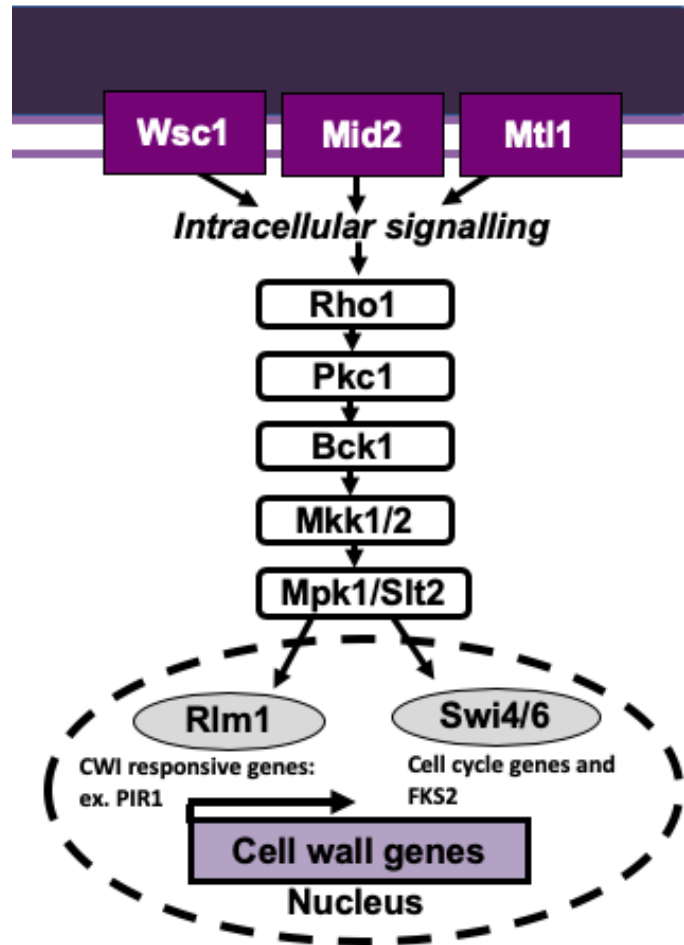 Wsc1
Mid2
Mtl1
Intracellular signalling
Rho1
Pkc1
Bck1
Mkk1/2
Mpk1/Slt2
Rlm1
Swi4/6
CWI responsive genes:
ex. PIR1
Cell cycle genes and
FKS2
Cell wall genes
Nucleus